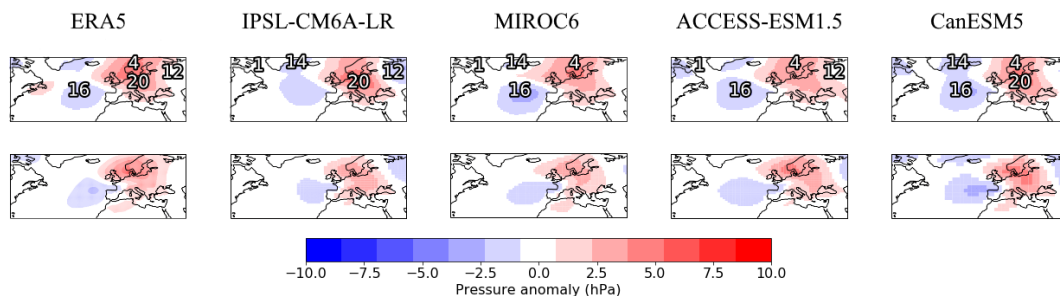 ERA5 IPSL-CM6A-LR MIROC6 ACCESS-ESM1.5 CanESM5
4 12 16 20
1 14 12 20
1 14 4 16
1 4 12 16
14 4 16 20
−10.0 −7.5 −5.0 −2.5 0.0 2.5 5.0 7.5 10.0
Pressure anomaly (hPa)